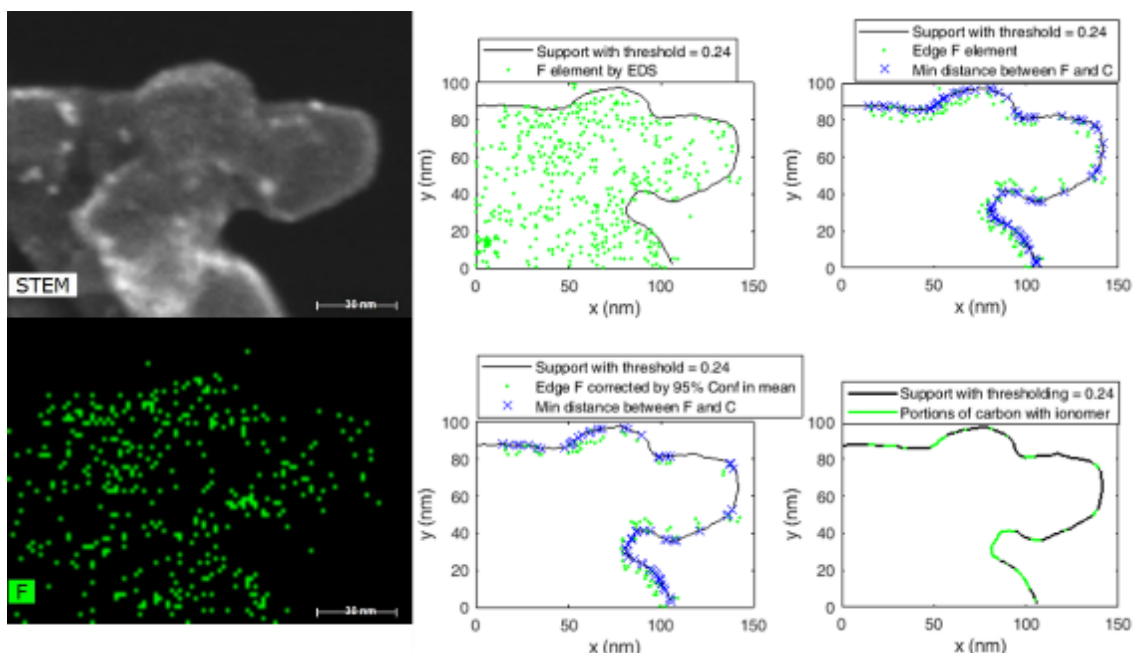 STEM
30 nm
F
30 nm
Support with threshold = 0.24
F element by EDS
100
80
60
40
20
0
y (nm)
0 50 100 150
x (nm)
Support with threshold = 0.24
Edge F element
Min distance between F and C
100
80
60
40
20
0
y (nm)
0 50 100 150
x (nm)
Support with threshold = 0.24
Edge F corrected by 95% Conf in mean
Min distance between F and C
100
80
60
40
20
0
y (nm)
0 50 100 150
x (nm)
Support with thresholding = 0.24
Portions of carbon with ionomer
100
80
60
40
20
0
y (nm)
0 50 100 150
x (nm)